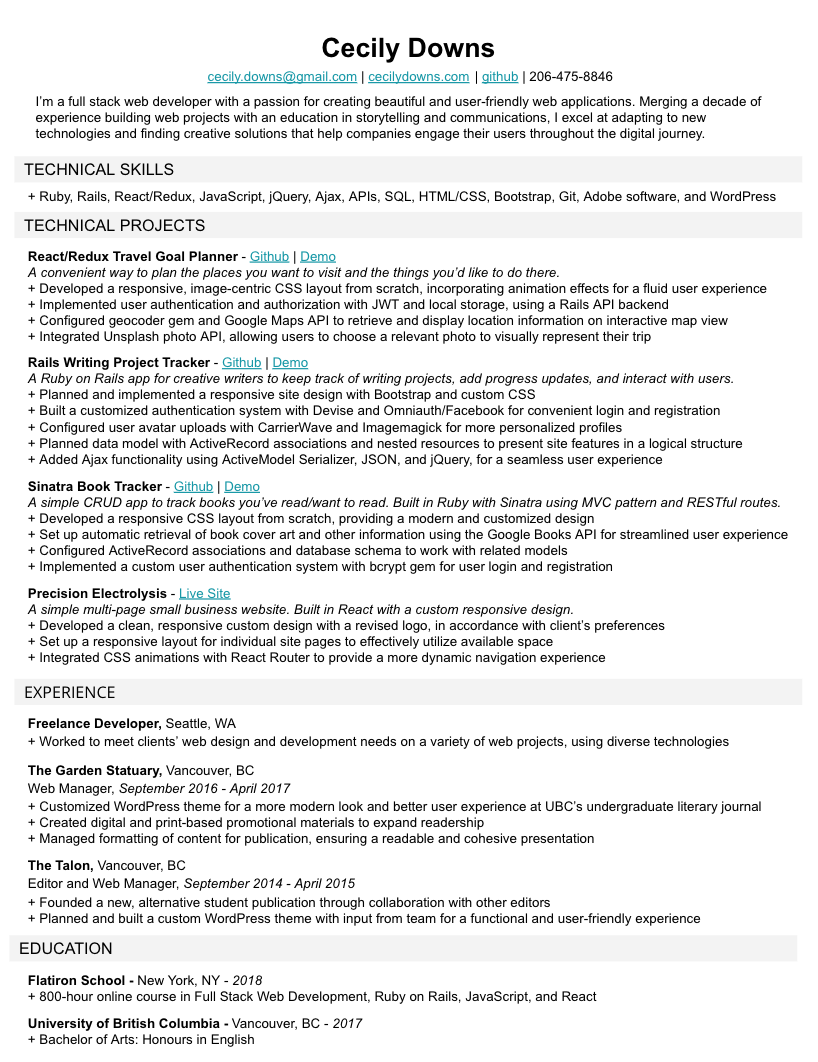 Cecily Downs
cecily.downs@gmail.com | cecilydowns.com | github | 206-475-8846
I'm a full stack web developer with a passion for creating beautiful and user-friendly web applications. Merging a decade of
experience building web projects with an education in storytelling and communications, I excel at adapting to new
technologies and finding creative solutions that help companies engage their users throughout the digital journey.
TECHNICAL SKILLS
+ Ruby, Rails, React/Redux, JavaScript, jQuery, Ajax, APIs, SQL, HTML/CSS, Bootstrap, Git, Adobe software, and WordPress
TECHNICAL PROJECTS
React/Redux Travel Goal Planner - Github | Demo
A convenient way to plan the places you want to visit and the things you'd like to do there.
+ Developed a responsive, image-centric CSS layout from scratch, incorporating animation effects for a fluid user experience
+ Implemented user authentication and authorization with JWT and local storage, using a Rails API backend
+ Configured geocoder gem and Google Maps API to retrieve and display location information on interactive map view
+ Integrated Unsplash photo API, allowing users to choose a relevant photo to visually represent their trip
Rails Writing Project Tracker - Github | Demo
A Ruby on Rails app for creative writers to keep track of writing projects, add progress updates, and interact with users.
+ Planned and implemented a responsive site design with Bootstrap and custom CSS
+ Built a customized authentication system with Devise and Omniauth/Facebook for convenient login and registration
+ Configured user avatar uploads with CarrierWave and Imagemagick for more personalized profiles
+ Planned data model with ActiveRecord associations and nested resources to present site features in a logical structure
+ Added Ajax functionality using ActiveModel Serializer, JSON, and jQuery, for a seamless user experience
Sinatra Book Tracker - Github | Demo
A simple CRUD app to track books you've read/want to read. Built in Ruby with Sinatra using MVC pattern and RESTful routes.
+ Developed a responsive CSS layout from scratch, providing a modern and customized design
+ Set up automatic retrieval of book cover art and other information using the Google Books API for streamlined user experience
+ Configured ActiveRecord associations and database schema to work with related models
+ Implemented a custom user authentication system with bcrypt gem for user login and registration
Precision Electrolysis - Live Site
A simple multi-page small business website. Built in React with a custom responsive design.
+ Developed a clean, responsive custom design with a revised logo, in accordance with client's preferences
+ Set up a responsive layout for individual site pages to effectively utilize available space
+ Integrated CSS animations with React Router to provide a more dynamic navigation experience
EXPERIENCE
Freelance Developer, Seattle, WA
+ Worked to meet clients' web design and development needs on a variety of web projects, using diverse technologies
The Garden Statuary, Vancouver, BC
Web Manager, September 2016 - April 2017
+ Customized WordPress theme for a more modern look and better user experience at UBC's undergraduate literary journal
+ Created digital and print-based promotional materials to expand readership
+ Managed formatting of content for publication, ensuring a readable and cohesive presentation
The Talon, Vancouver, BC
Editor and Web Manager, September 2014 - April 2015
+ Founded a new, alternative student publication through collaboration with other editors
+ Planned and built a custom WordPress theme with input from team for a functional and user-friendly experience
EDUCATION
Flatiron School - New York, NY - 2018
+ 800-hour online course in Full Stack Web Development, Ruby on Rails, JavaScript, and React
University of British Columbia - Vancouver, BC - 2017
+ Bachelor of Arts: Honours in English